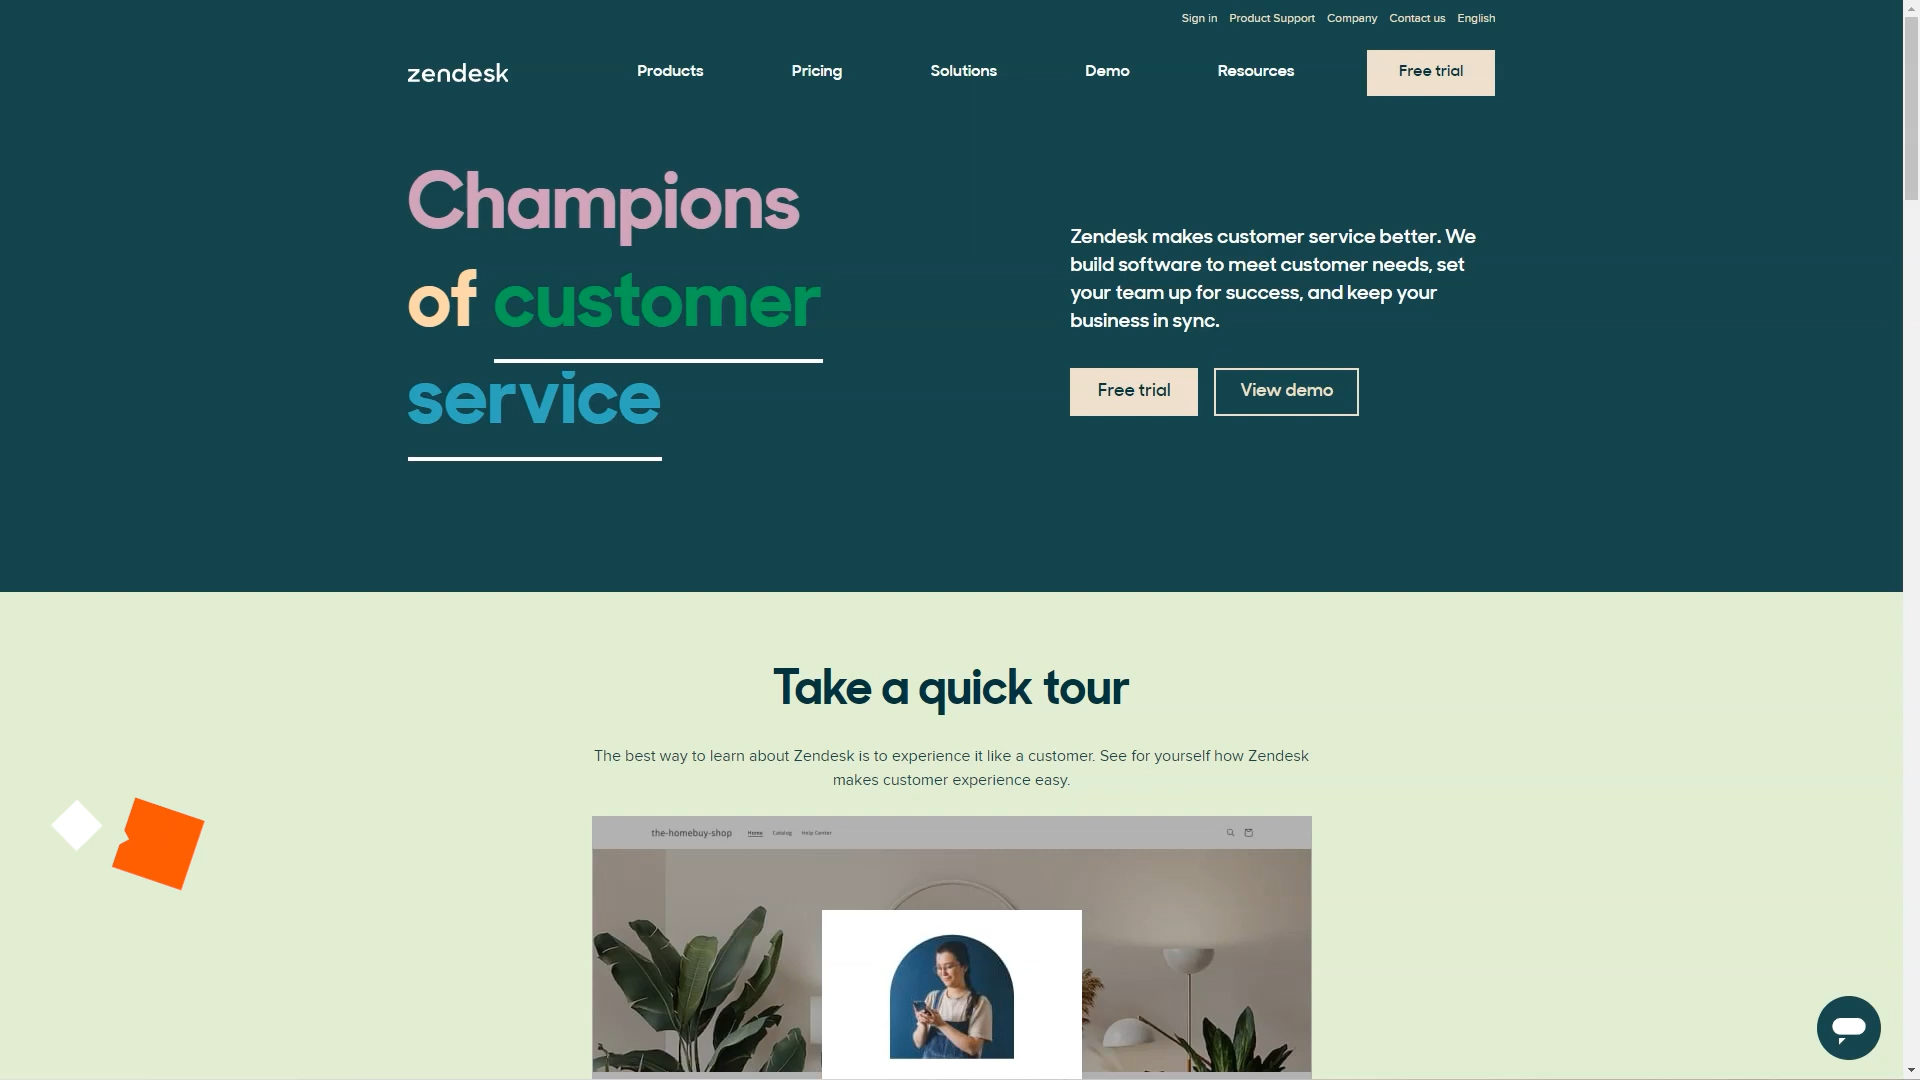 Sign in Product Support Company Contact us English
zendesk Products Pricing Solutions Demo Resources Free trial
Champions
of customer
service
Zendesk makes customer service better. We
build software to meet customer needs, set
your team up for success, and keep your
business in sync.
Free trial View demo
Take a quick tour
The best way to learn about Zendesk is to experience it like a customer. See for yourself how Zendesk
makes customer experience easy.
the-homebuy-shop Home Catalog Help Center